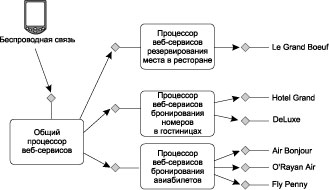 Беспроводная связь
Процессор
веб-сервисов
резервирования
места в ресторане
Le Grand Boeuf
Процессор
веб-сервисов
бронирования
номеров
в гостиницах
Hotel Grand
DeLuxe
Общий
процессор
веб-сервисов
Процессор
веб-сервисов
бронирования
авиабилетов
Air Bonjour
O'Rayan Air
Fly Penny